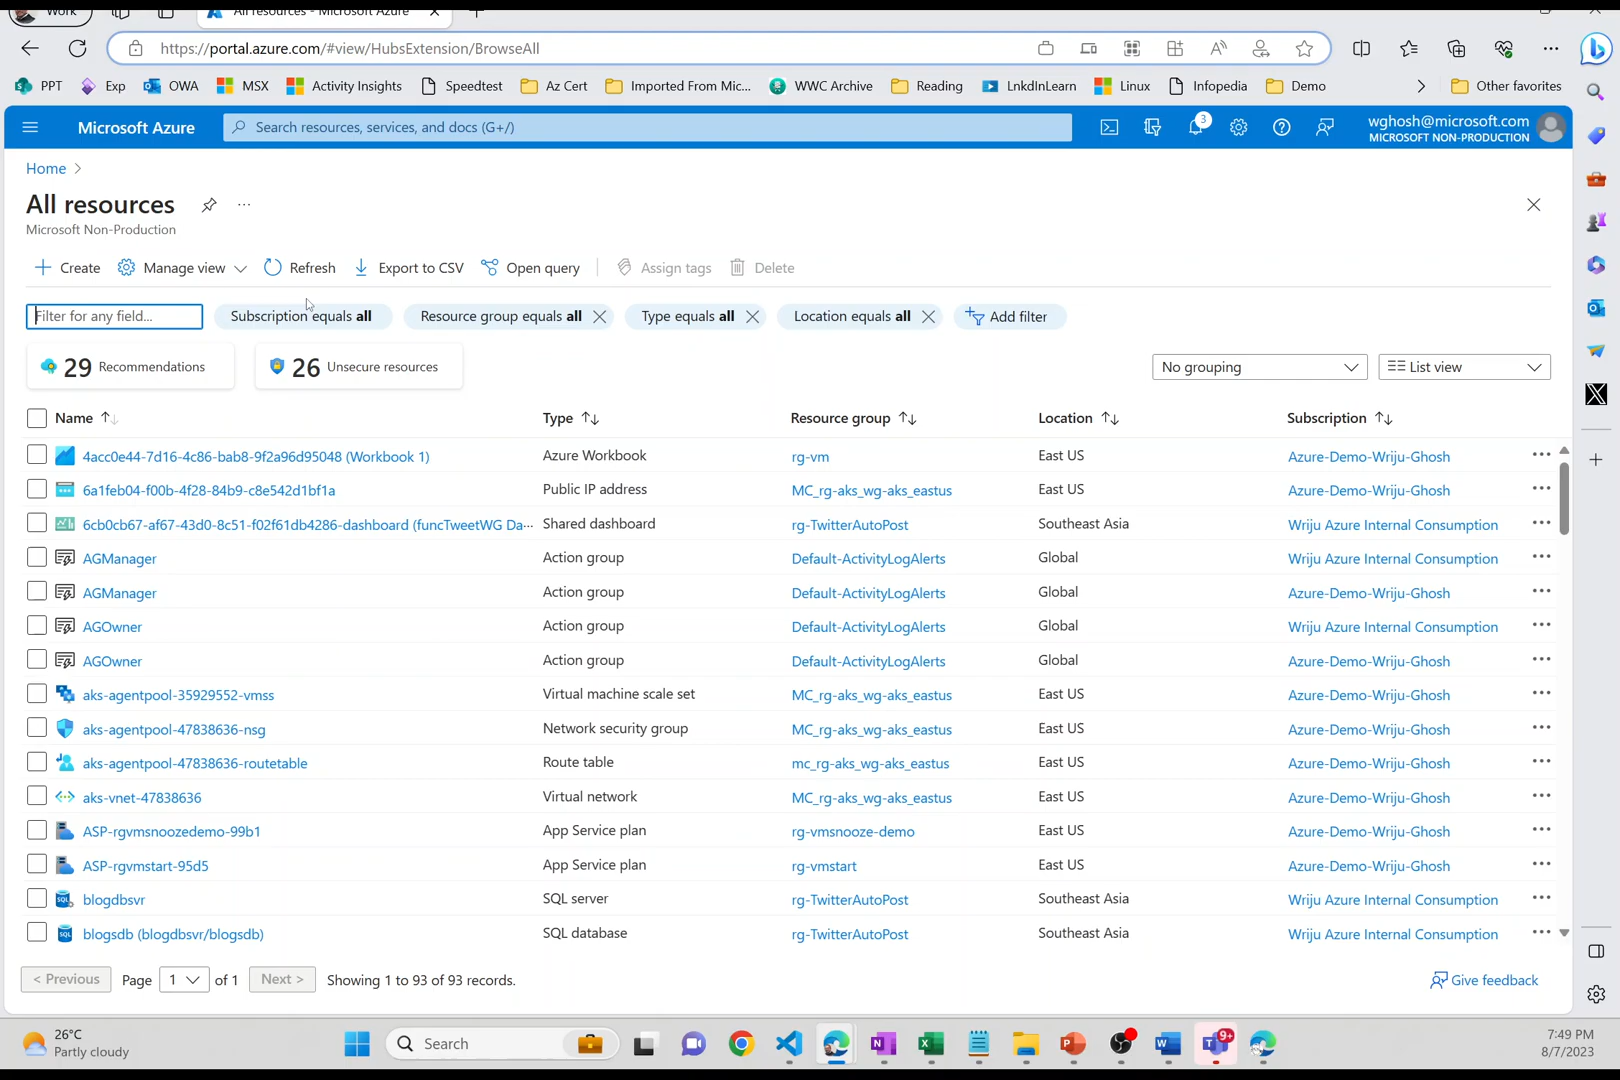 Work
All resources - Microsoft Azure
https://portal.azure.com/#view/HubsExtension/BrowseAll
PPT Exp OWA MSX Activity Insights Speedtest Az Cert Imported From Mic... WWC Archive Reading LnkdInLearn Linux Infopedia Demo Other favorites
Microsoft Azure Search resources, services, and docs (G+/) 3 wghosh@microsoft.com
MICROSOFT NON-PRODUCTION
Home >
All resources ...
Microsoft Non-Production
Create Manage view Refresh Export to CSV Open query Assign tags Delete
Filter for any field... Subscription equals all Resource group equals all Type equals all Location equals all Add filter
29 Recommendations 26 Unsecure resources No grouping List view
Name Type Resource group Location Subscription
4acc0e44-7d16-4c86-bab8-9f2a96d95048 (Workbook 1) Azure Workbook rg-vm East US Azure-Demo-Wriju-Ghosh
6a1feb04-f00b-4f28-84b9-c8e542d1bf1a Public IP address MC_rg-aks_wg-aks_eastus East US Azure-Demo-Wriju-Ghosh
6cb0cb67-af67-43d0-8c51-f02f61db4286-dashboard (funcTweetWG Da... Shared dashboard rg-TwitterAutoPost Southeast Asia Wriju Azure Internal Consumption
AGManager Action group Default-ActivityLogAlerts Global Wriju Azure Internal Consumption
AGManager Action group Default-ActivityLogAlerts Global Azure-Demo-Wriju-Ghosh
AGOwner Action group Default-ActivityLogAlerts Global Wriju Azure Internal Consumption
AGOwner Action group Default-ActivityLogAlerts Global Azure-Demo-Wriju-Ghosh
aks-agentpool-35929552-vmss Virtual machine scale set MC_rg-aks_wg-aks_eastus East US Azure-Demo-Wriju-Ghosh
aks-agentpool-47838636-nsg Network security group MC_rg-aks_wg-aks_eastus East US Azure-Demo-Wriju-Ghosh
aks-agentpool-47838636-routetable Route table mc_rg-aks_wg-aks_eastus East US Azure-Demo-Wriju-Ghosh
aks-vnet-47838636 Virtual network MC_rg-aks_wg-aks_eastus East US Azure-Demo-Wriju-Ghosh
ASP-rgvmsnoozedemo-99b1 App Service plan rg-vmsnooze-demo East US Azure-Demo-Wriju-Ghosh
ASP-rgvmstart-95d5 App Service plan rg-vmstart East US Azure-Demo-Wriju-Ghosh
blogdbsvr SQL server rg-TwitterAutoPost Southeast Asia Wriju Azure Internal Consumption
blogsdb (blogdbsvr/blogsdb) SQL database rg-TwitterAutoPost Southeast Asia Wriju Azure Internal Consumption
< Previous Page 1 of 1 Next > Showing 1 to 93 of 93 records. Give feedback
26°C
Partly cloudy
Search
9+
7:49 PM
8/7/2023